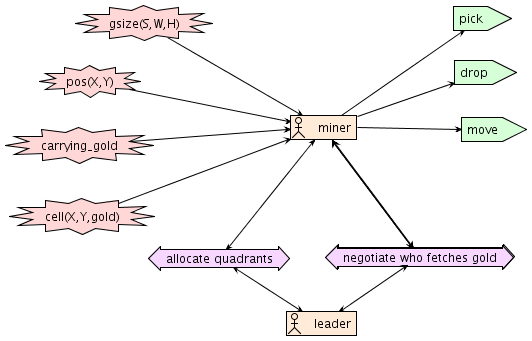 gsize(S,W,H)
pick
pos(X,Y)
drop
miner
move
carrying_gold
cell(X,Y,gold)
allocate quadrants
negotiate who fetches gold
leader